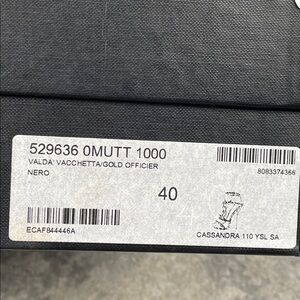 529636 0MUTT 1000
VALDA' VACCHETTA/GOLD OFFICIER
NERO
8083374366
40
ECAF844446A
CASSANDRA 110 YSL SA